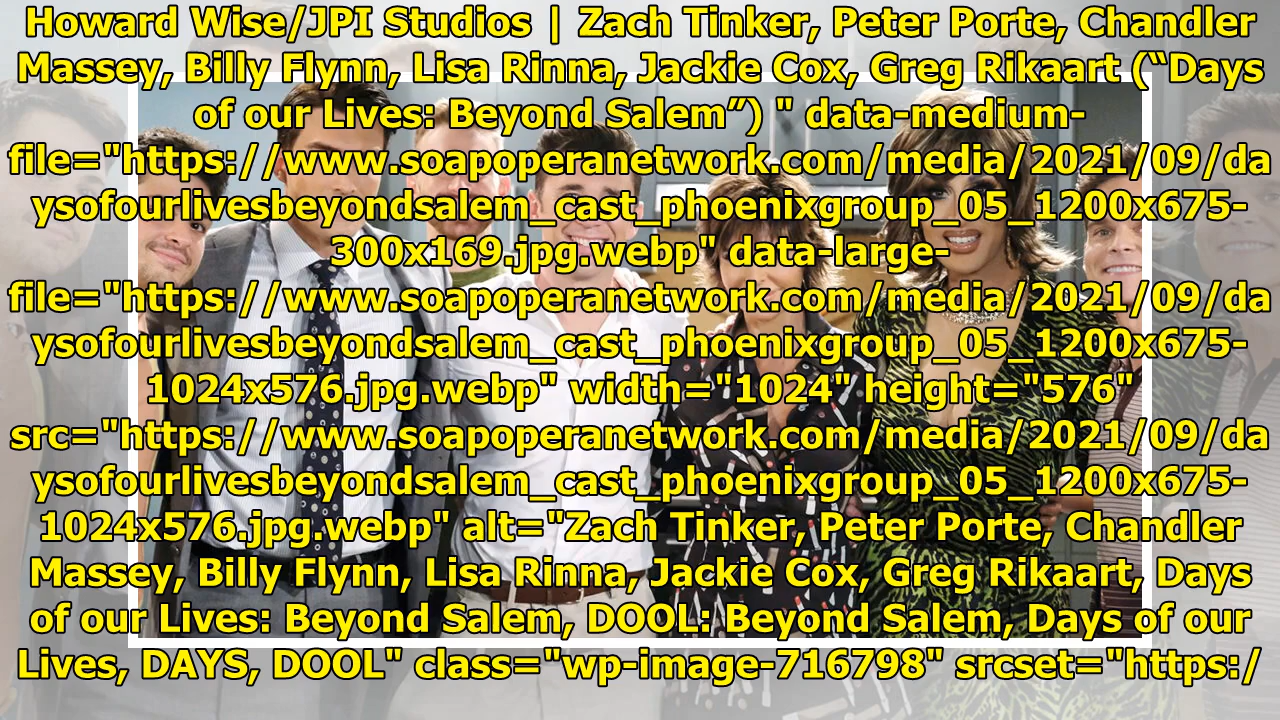 Howard Wise/JPI Studios | Zach Tinker, Peter Porte, Chandler
Massey, Billy Flynn, Lisa Rinna, Jackie Cox, Greg Rikaart (“Days
of our Lives: Beyond Salem”) " data-medium-
file="https://www.soapoperanetwork.com/media/2021/09/da
ysofourlivesbeyondsalem_cast_phoenixgroup_05_1200x675-
300x169.jpg.webp" data-large-
file="https://www.soapoperanetwork.com/media/2021/09/da
ysofourlivesbeyondsalem_cast_phoenixgroup_05_1200x675-
1024x576.jpg.webp" width="1024" height="576"
src="https://www.soapoperanetwork.com/media/2021/09/da
ysofourlivesbeyondsalem_cast_phoenixgroup_05_1200x675-
1024x576.jpg.webp" alt="Zach Tinker, Peter Porte, Chandler
Massey, Billy Flynn, Lisa Rinna, Jackie Cox, Greg Rikaart, Days
of our Lives: Beyond Salem, DOOL: Beyond Salem, Days of our
Lives, DAYS, DOOL" class="wp-image-716798" srcset="https:/